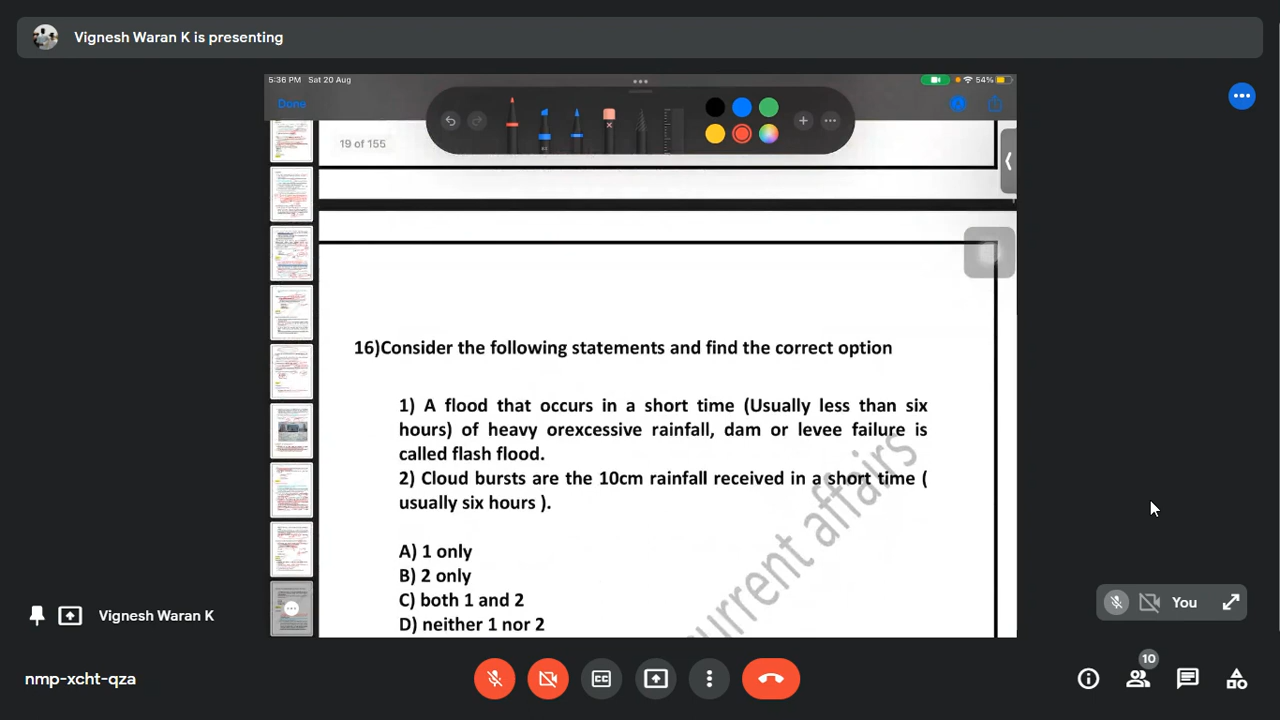 Vignesh Waran K is presenting
5:36 PM Sat 20 Aug
54%
Done
19 of 155
16)Consider the following statements and find the correct option
1) A flood that occurs in a short time (Usually less than six
hours) of heavy orexcessive rainfall, dam or levee failure is
called flash flood.
2) Cloud bursts are the 10cm rainfall received in a short time (
usually six hours ).
A) 1 only
B) 2 only
C) both 1 and 2
D) neither 1 nor 2
current affairs
Vignesh Waran K
You
nmp-xcht-qza
CC
10